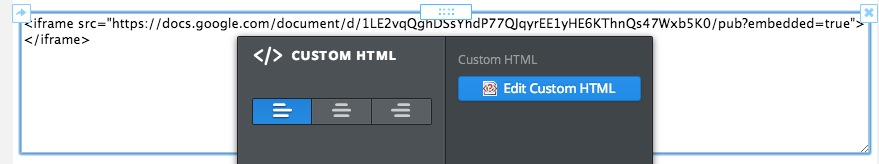 <iframe src="https://docs.google.com/document/d/1LE2vqQghDSsYhdP77QJqyrEE1yHE6KThnQs47Wxb5K0/pub?embedded=true">
</iframe>
</> CUSTOM HTML
Custom HTML
Edit Custom HTML